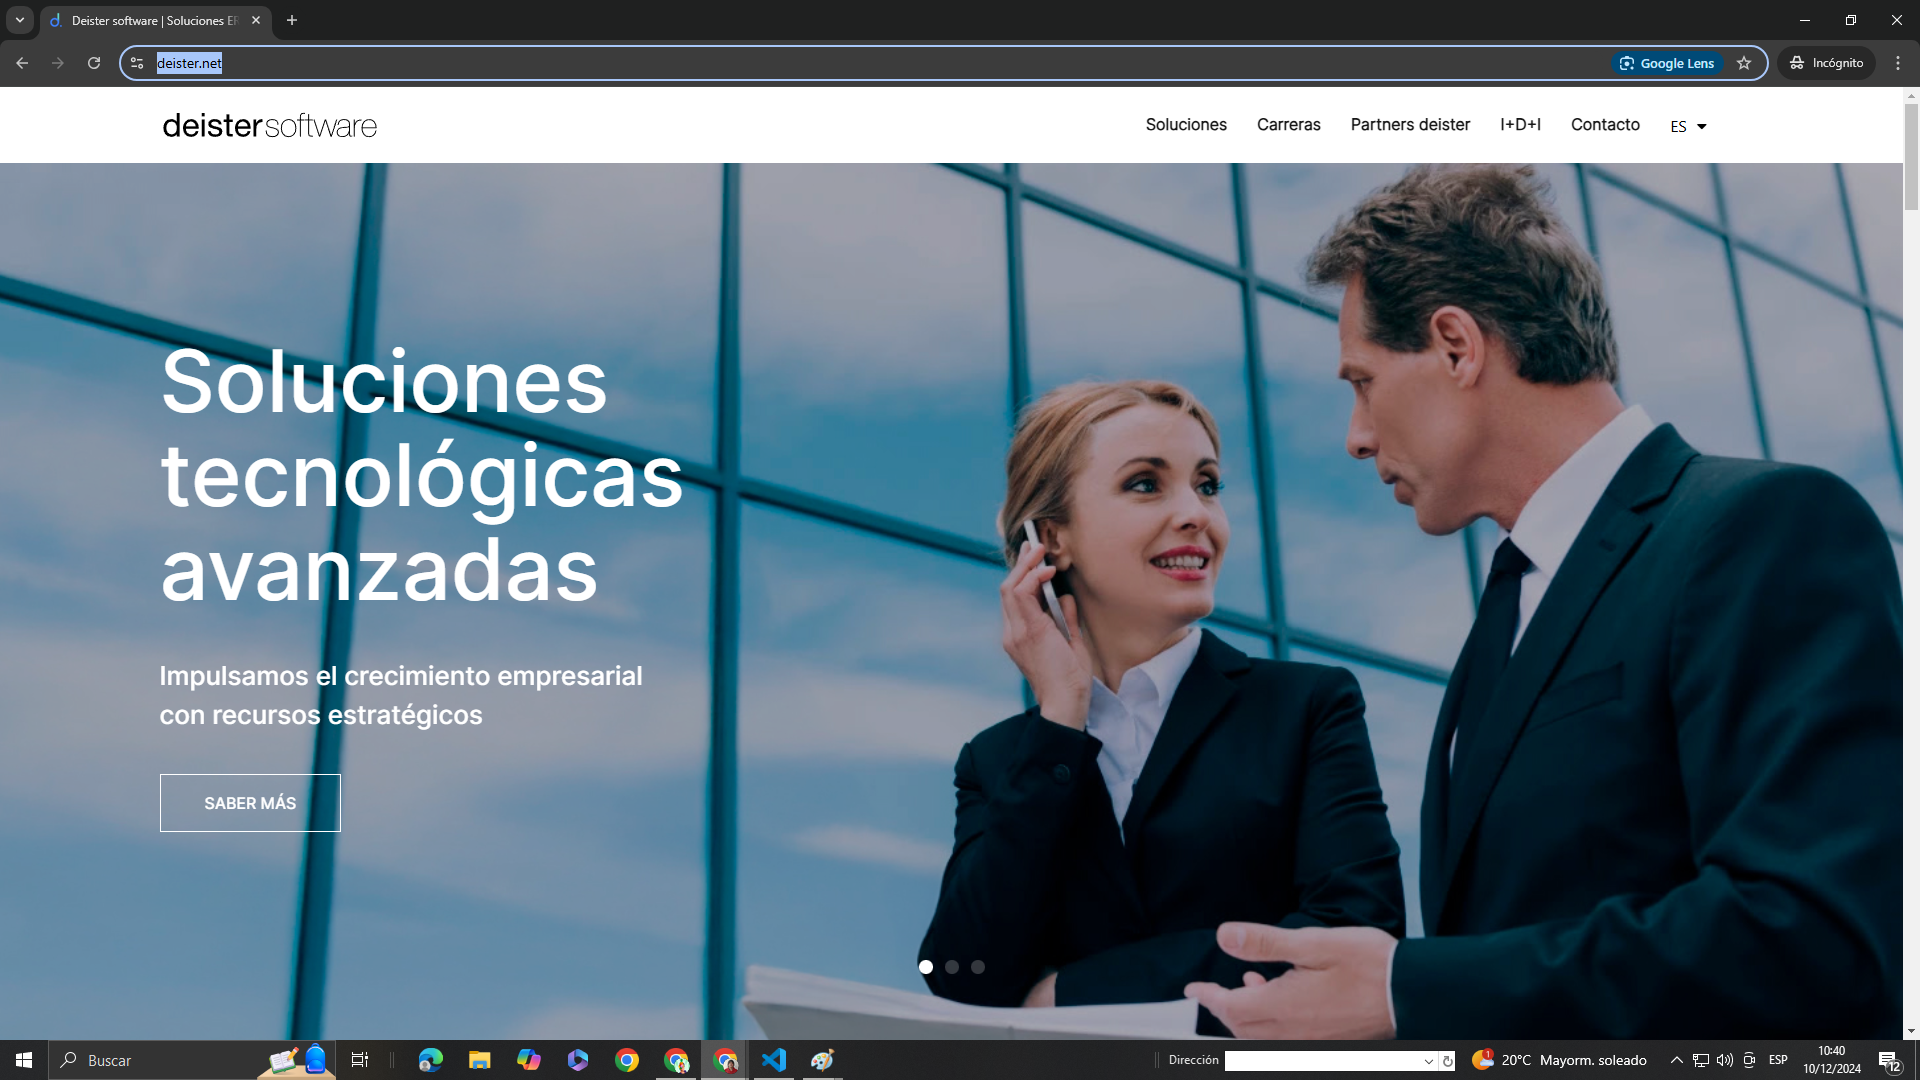 Deister software | Soluciones ER
deister.net
Google Lens
Incógnito
deistersoftware
Soluciones
Carreras
Partners deister
I+D+I
Contacto
ES
Soluciones
tecnológicas
avanzadas
Impulsamos el crecimiento empresarial
con recursos estratégicos
SABER MÁS
Buscar
Dirección
1
20°C Mayorm. soleado
ESP
10:40
10/12/2024
12